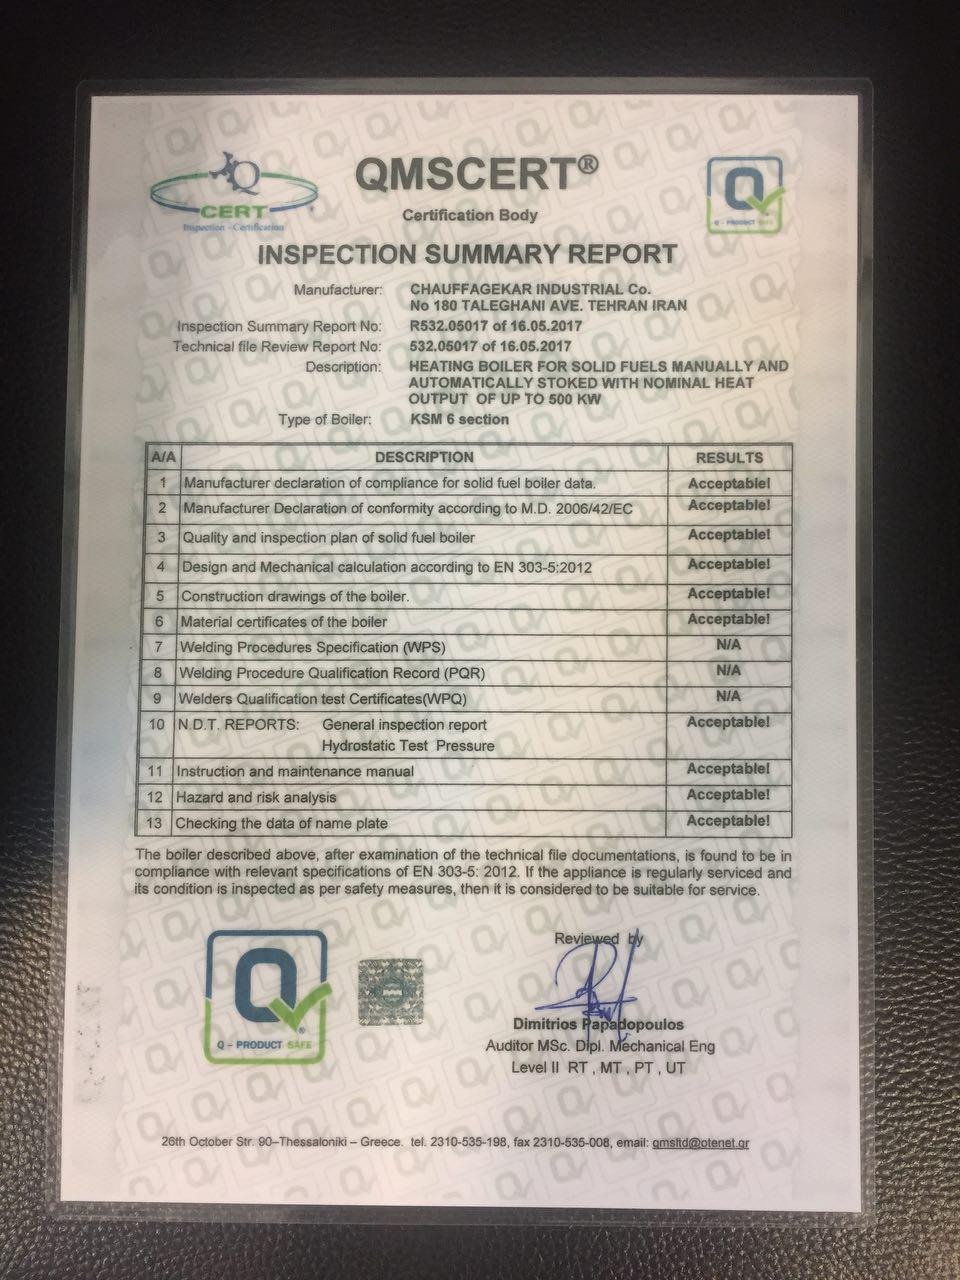 CERT
Inspection - Certification
QMSCERT®
Certification Body
Q
Q - PRODUCT SAFE
INSPECTION SUMMARY REPORT
Manufacturer: CHAUFFAGEKAR INDUSTRIAL Co.
No 180 TALEGHANI AVE. TEHRAN IRAN
Inspection Summary Report No: R532.05017 of 16.05.2017
Technical file Review Report No: 532.05017 of 16.05.2017
Description: HEATING BOILER FOR SOLID FUELS MANUALLY AND
AUTOMATICALLY STOKED WITH NOMINAL HEAT
OUTPUT OF UP TO 500 KW
Type of Boiler: KSM 6 section
A/A DESCRIPTION RESULTS
1 Manufacturer declaration of compliance for solid fuel boiler data. Acceptable!
2 Manufacturer Declaration of conformity according to M.D. 2006/42/EC Acceptable!
3 Quality and inspection plan of solid fuel boiler Acceptable!
4 Design and Mechanical calculation according to EN 303-5:2012 Acceptable!
5 Construction drawings of the boiler. Acceptable!
6 Material certificates of the boiler Acceptable!
7 Welding Procedures Specification (WPS) N/A
8 Welding Procedure Qualification Record (PQR) N/A
9 Welders Qualification test Certificates(WPQ) N/A
10 N.D.T. REPORTS: General inspection report Acceptable!
Hydrostatic Test Pressure
11 Instruction and maintenance manual Acceptable!
12 Hazard and risk analysis Acceptable!
13 Checking the data of name plate Acceptable!
The boiler described above, after examination of the technical file documentations, is found to be in
compliance with relevant specifications of EN 303-5: 2012. If the appliance is regularly serviced and
its condition is inspected as per safety measures, then it is considered to be suitable for service.
Q
Q - PRODUCT SAFE
Reviewed by
Dimitrios Papadopoulos
Auditor MSc. Dipl. Mechanical Eng
Level II RT , MT , PT , UT
26th October Str. 90–Thessaloniki – Greece. tel. 2310-535-198, fax 2310-535-008, email: qmsltd@otenet.gr